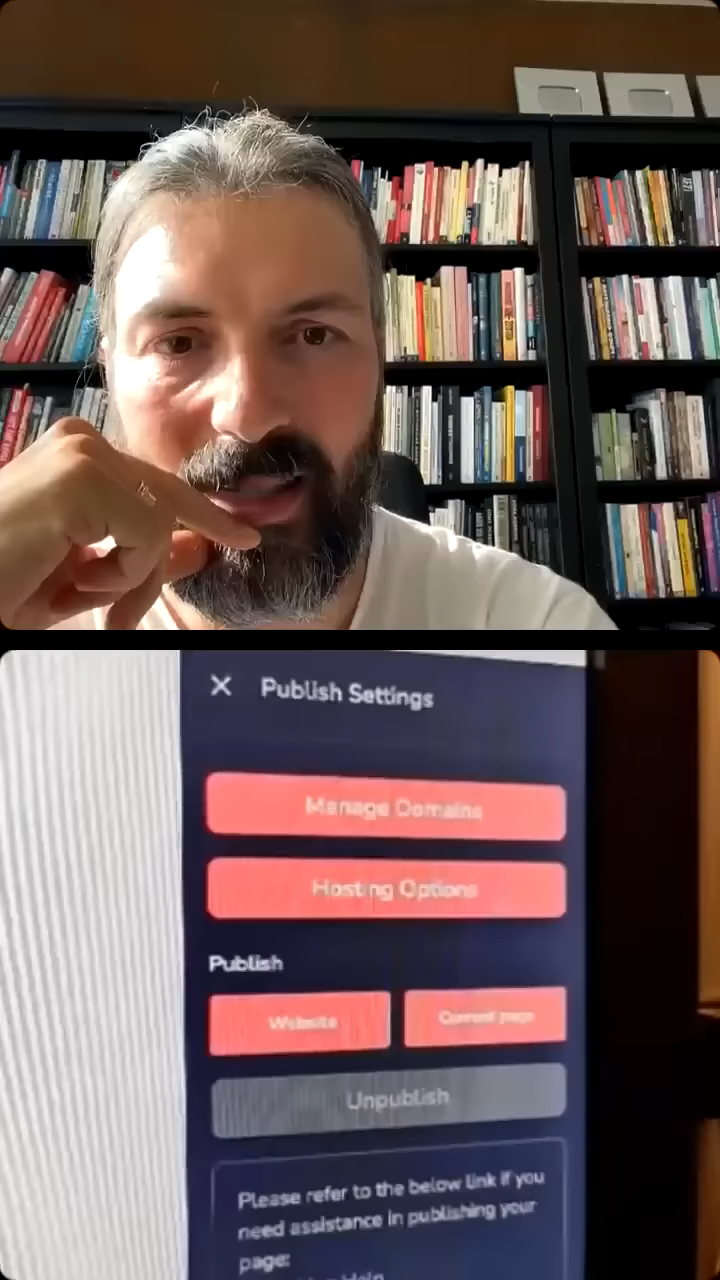 Publish Settings
Manage Domains
Hosting Options
Publish
Website
Current page
Unpublish
Please refer to the below link if you
need assistance in publishing your
page:
Help